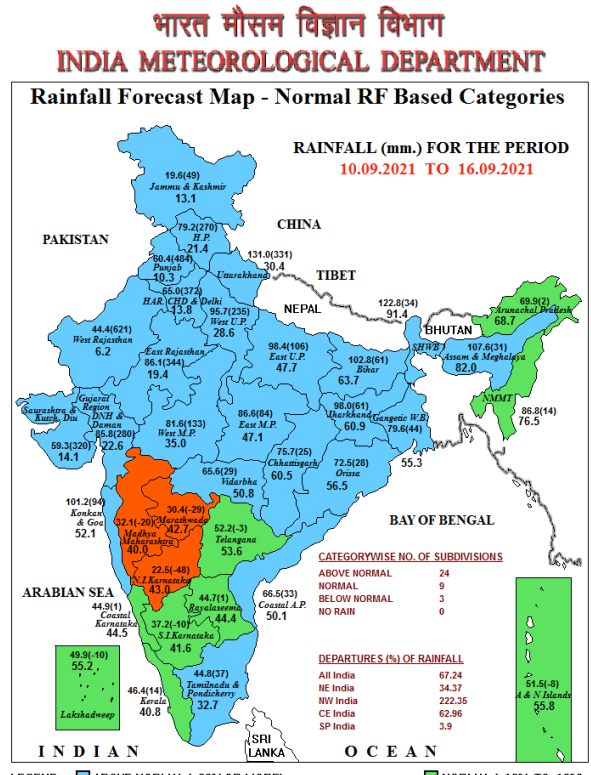 भारत मौसम विज्ञान विभाग
INDIA METEOROLOGICAL DEPARTMENT
Rainfall Forecast Map - Normal RF Based Categories
RAINFALL (mm.) FOR THE PERIOD
10.09.2021 TO 16.09.2021
19.6(49)
Jammu & Kashmir
13.1
79.2(270)
H.P.
21.4
CHINA
PAKISTAN
60.4(484)
Punjab
10.3
131.0(331)
Uttarakhand
30.4
TIBET
65.0(372)
HAR. CHD & Delhi
13.8
NEPAL
95.7(235)
West U.P.
28.6
122.8(34)
91.4
SHWB
BHUTAN
69.9(2)
Arunachal Pradesh
68.7
44.4(621)
West Rajasthan
6.2
East Rajasthan
86.1(344)
19.4
98.4(106)
East U.P.
47.7
102.8(61)
Bihar
63.7
107.6(31)
Assam & Meghalaya
82.0
NMMT
86.8(14)
76.5
Saurashtra &
Kutch, Diu
59.3(320)
14.1
Gujarat
Region
DNH &
Daman
85.8(280)
22.6
81.6(133)
West M.P.
35.0
86.6(84)
East M.P.
47.1
98.0(61)
Jharkhand
60.9
Gangetic W.B.
79.6(44)
55.3
75.7(25)
Chhattisgarh
60.5
72.5(28)
Orissa
56.5
65.6(29)
Vidarbha
50.8
101.2(94)
Konkan
& Goa
52.1
32.1(-20)
Madhya
Maharashtra
40.0
30.4(-29)
Marathwada
42.7
52.2(-3)
Telangana
53.6
BAY OF BENGAL
22.5(-48)
N.I.Karnataka
43.0
ARABIAN SEA
44.9(1)
Coastal
Karnataka
44.5
44.7(1)
Rayalaseema
44.4
66.5(33)
Coastal A.P.
50.1
37.2(-10)
S.I.Karnataka
41.6
CATEGORYWISE NO. OF SUBDIVISIONS
ABOVE NORMAL 24
NORMAL 9
BELOW NORMAL 3
NO RAIN 0
49.9(-10)
55.2
Lakshadweep
46.4(14)
Kerala
40.8
44.8(37)
Tamilnadu &
Pondicherry
32.7
DEPARTURES (%) OF RAINFALL
All India 67.24
NE India 34.37
NW India 222.35
CE India 62.96
SP India 3.9
51.5(-8)
A & N Islands
55.8
SRI
LANKA
INDIAN OCEAN